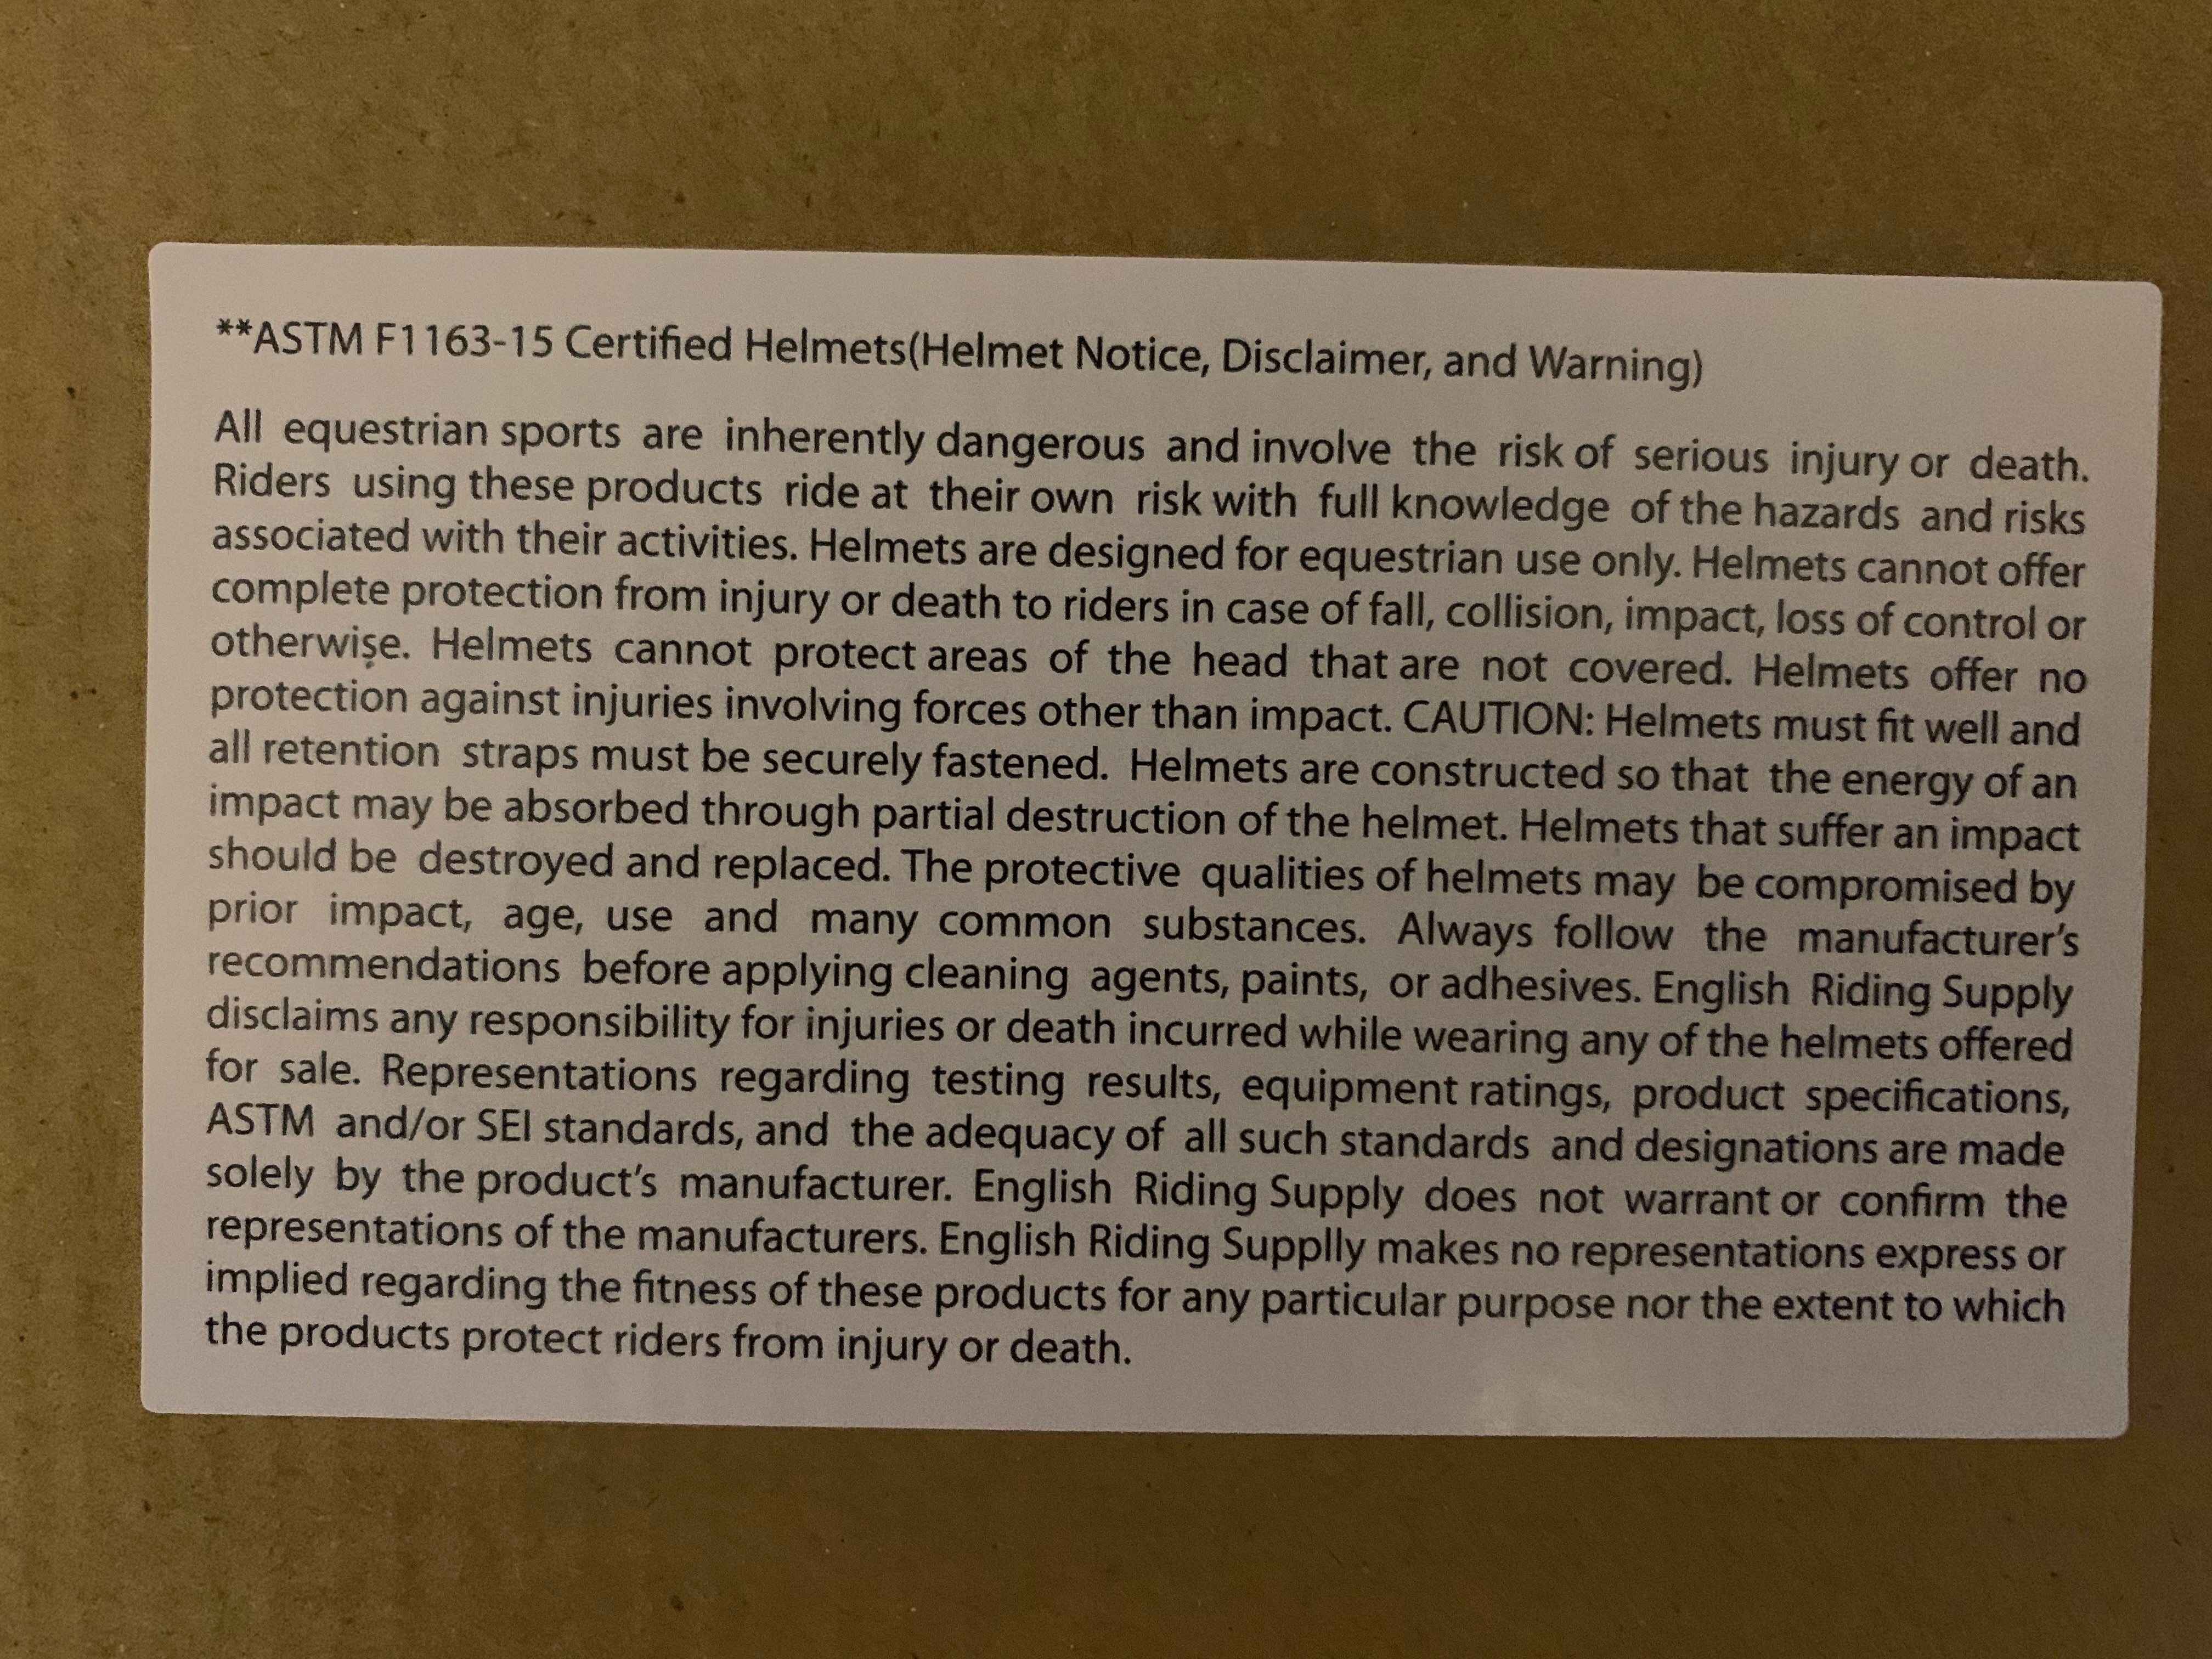 **ASTM F1163-15 Certified Helmets(Helmet Notice, Disclaimer, and Warning)
All equestrian sports are inherently dangerous and involve the risk of serious injury or death.
Riders using these products ride at their own risk with full knowledge of the hazards and risks
associated with their activities. Helmets are designed for equestrian use only. Helmets cannot offer
complete protection from injury or death to riders in case of fall, collision, impact, loss of control or
otherwise. Helmets cannot protect areas of the head that are not covered. Helmets offer no
protection against injuries involving forces other than impact. CAUTION: Helmets must fit well and
all retention straps must be securely fastened. Helmets are constructed so that the energy of an
impact may be absorbed through partial destruction of the helmet. Helmets that suffer an impact
should be destroyed and replaced. The protective qualities of helmets may be compromised by
prior impact, age, use and many common substances. Always follow the manufacturer's
recommendations before applying cleaning agents, paints, or adhesives. English Riding Supply
disclaims any responsibility for injuries or death incurred while wearing any of the helmets offered
for sale. Representations regarding testing results, equipment ratings, product specifications,
ASTM and/or SEI standards, and the adequacy of all such standards and designations are made
solely by the product's manufacturer. English Riding Supply does not warrant or confirm the
representations of the manufacturers. English Riding Supplly makes no representations express or
implied regarding the fitness of these products for any particular purpose nor the extent to which
the products protect riders from injury or death.